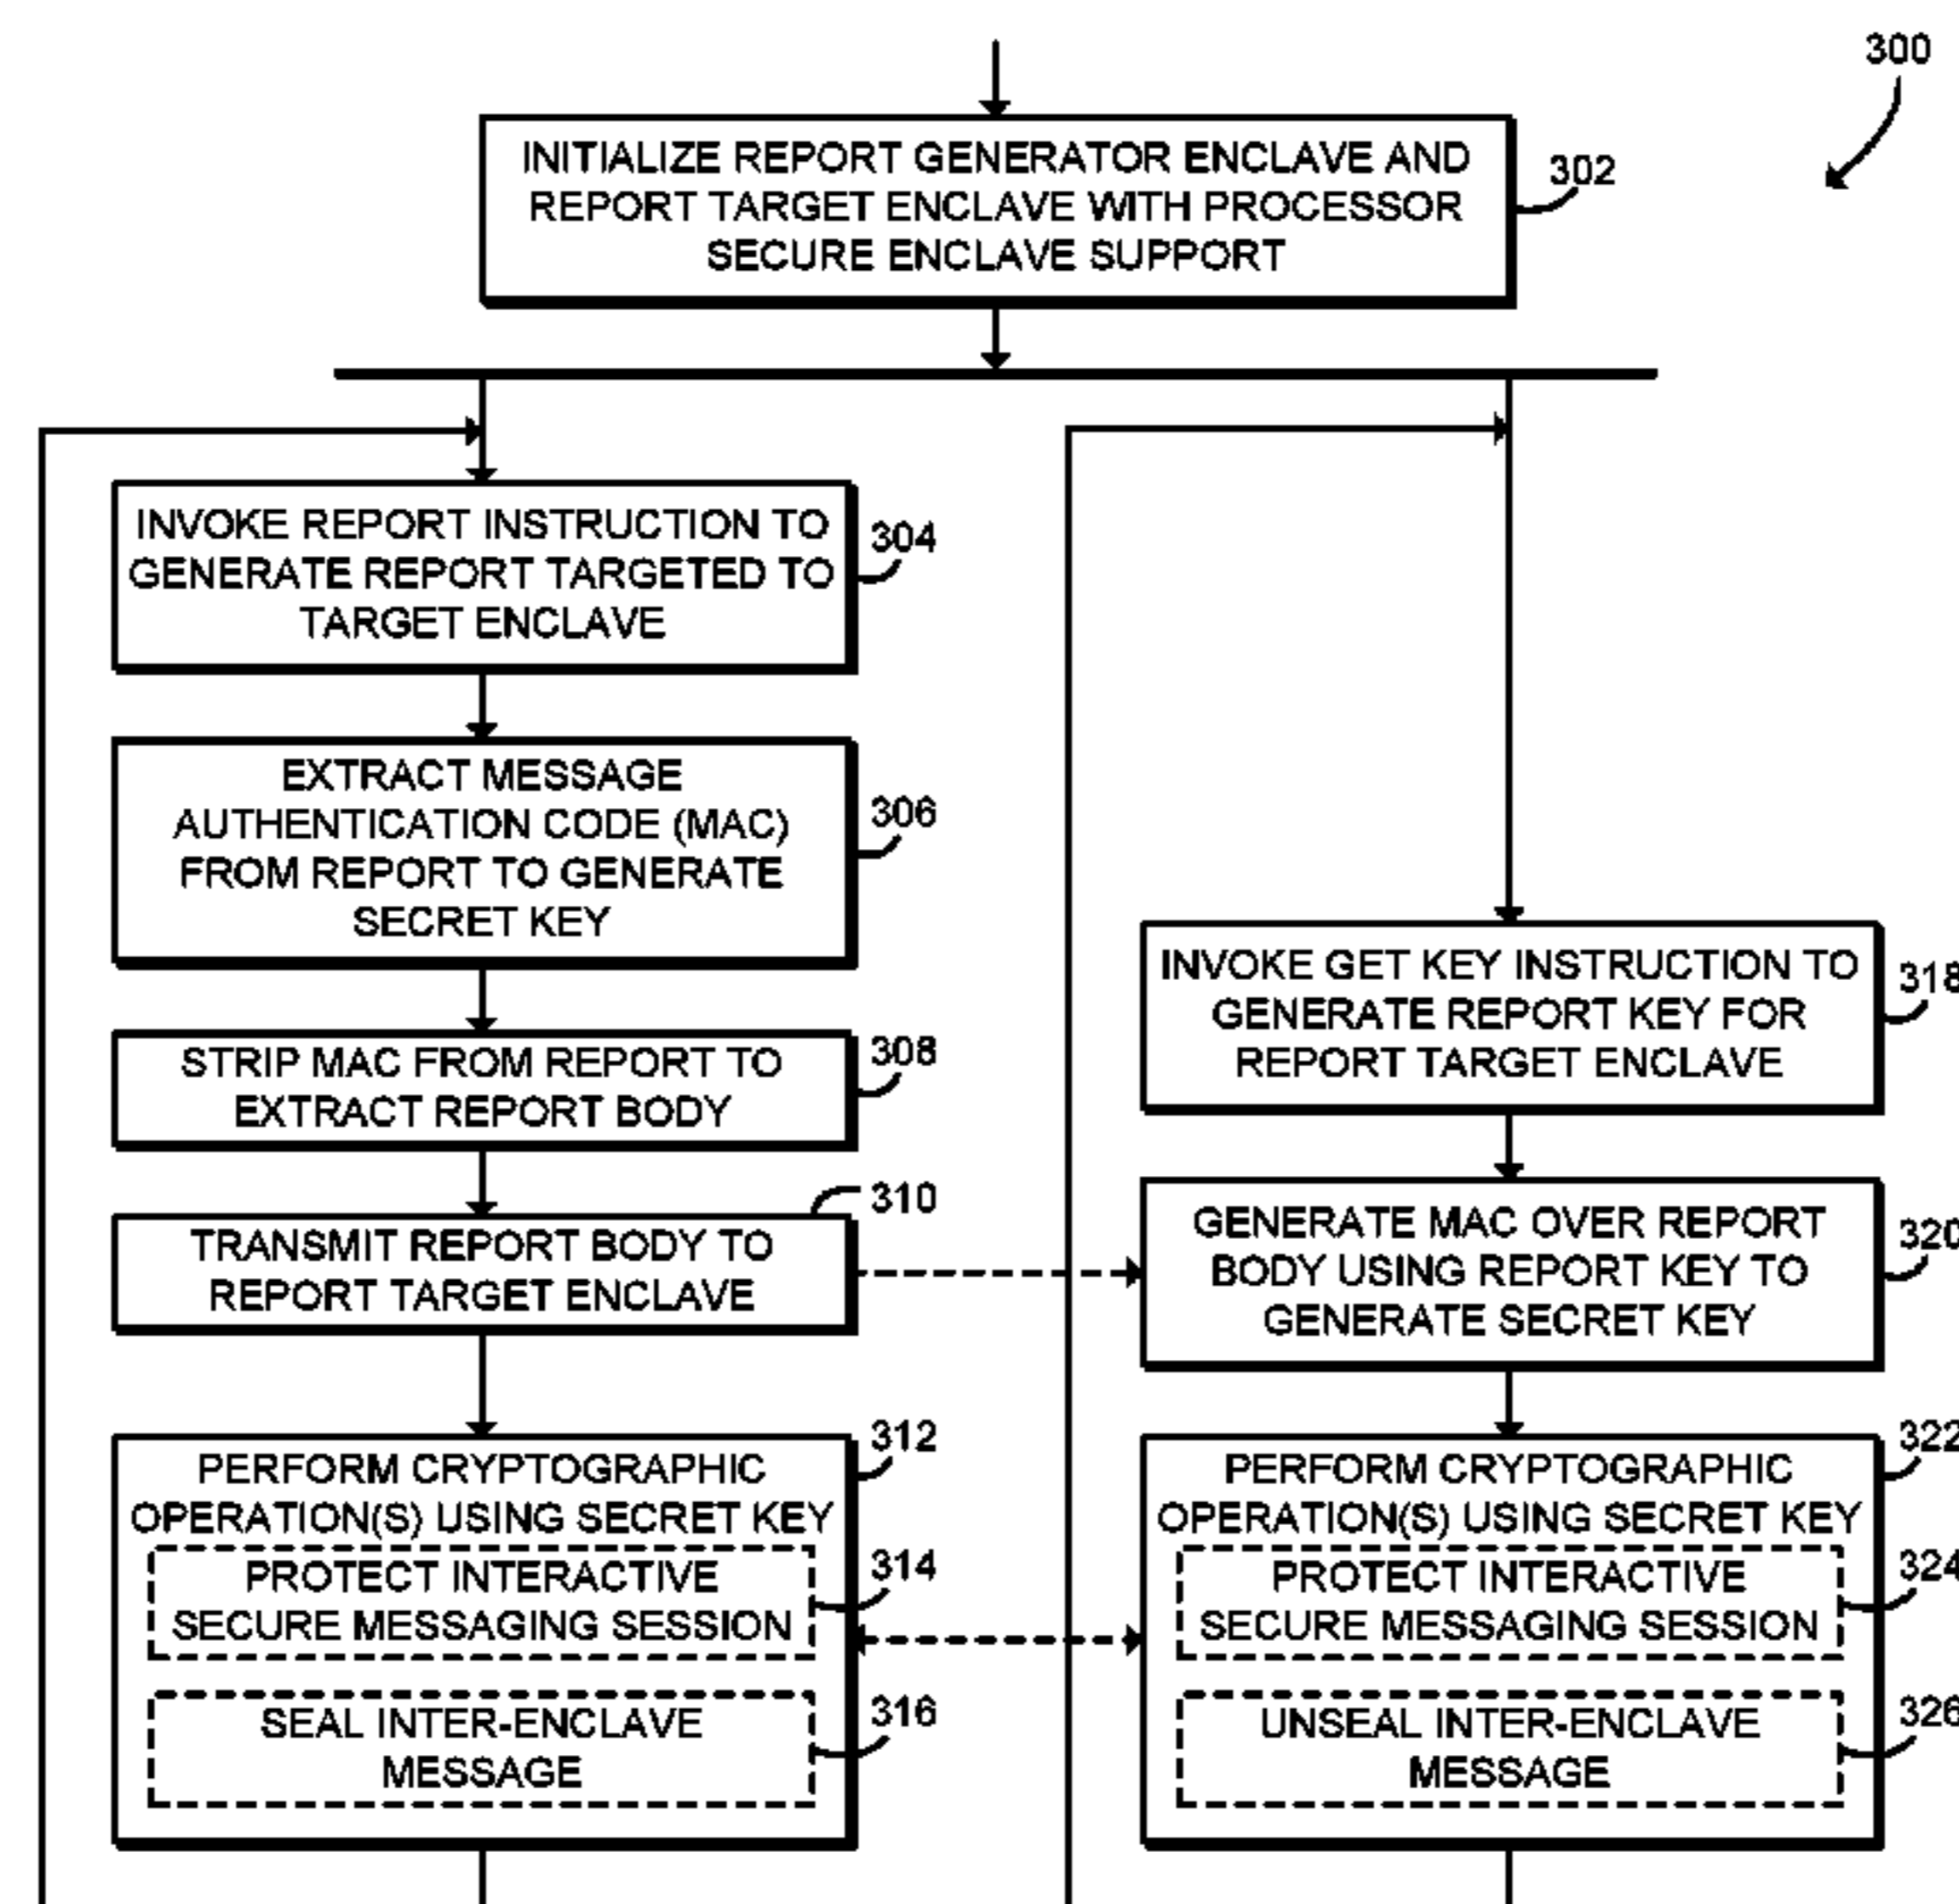 300
INITIALIZE REPORT GENERATOR ENCLAVE AND
REPORT TARGET ENCLAVE WITH PROCESSOR
SECURE ENCLAVE SUPPORT
302
INVOKE REPORT INSTRUCTION TO
GENERATE REPORT TARGETED TO
TARGET ENCLAVE
304
EXTRACT MESSAGE
AUTHENTICATION CODE (MAC)
FROM REPORT TO GENERATE
SECRET KEY
306
STRIP MAC FROM REPORT TO
EXTRACT REPORT BODY
308
TRANSMIT REPORT BODY TO
REPORT TARGET ENCLAVE
310
PERFORM CRYPTOGRAPHIC
OPERATION(S) USING SECRET KEY
312
PROTECT INTERACTIVE
SECURE MESSAGING SESSION
314
SEAL INTER-ENCLAVE
MESSAGE
316
INVOKE GET KEY INSTRUCTION TO
GENERATE REPORT KEY FOR
REPORT TARGET ENCLAVE
318
GENERATE MAC OVER REPORT
BODY USING REPORT KEY TO
GENERATE SECRET KEY
320
PERFORM CRYPTOGRAPHIC
OPERATION(S) USING SECRET KEY
322
PROTECT INTERACTIVE
SECURE MESSAGING SESSION
324
UNSEAL INTER-ENCLAVE
MESSAGE
326